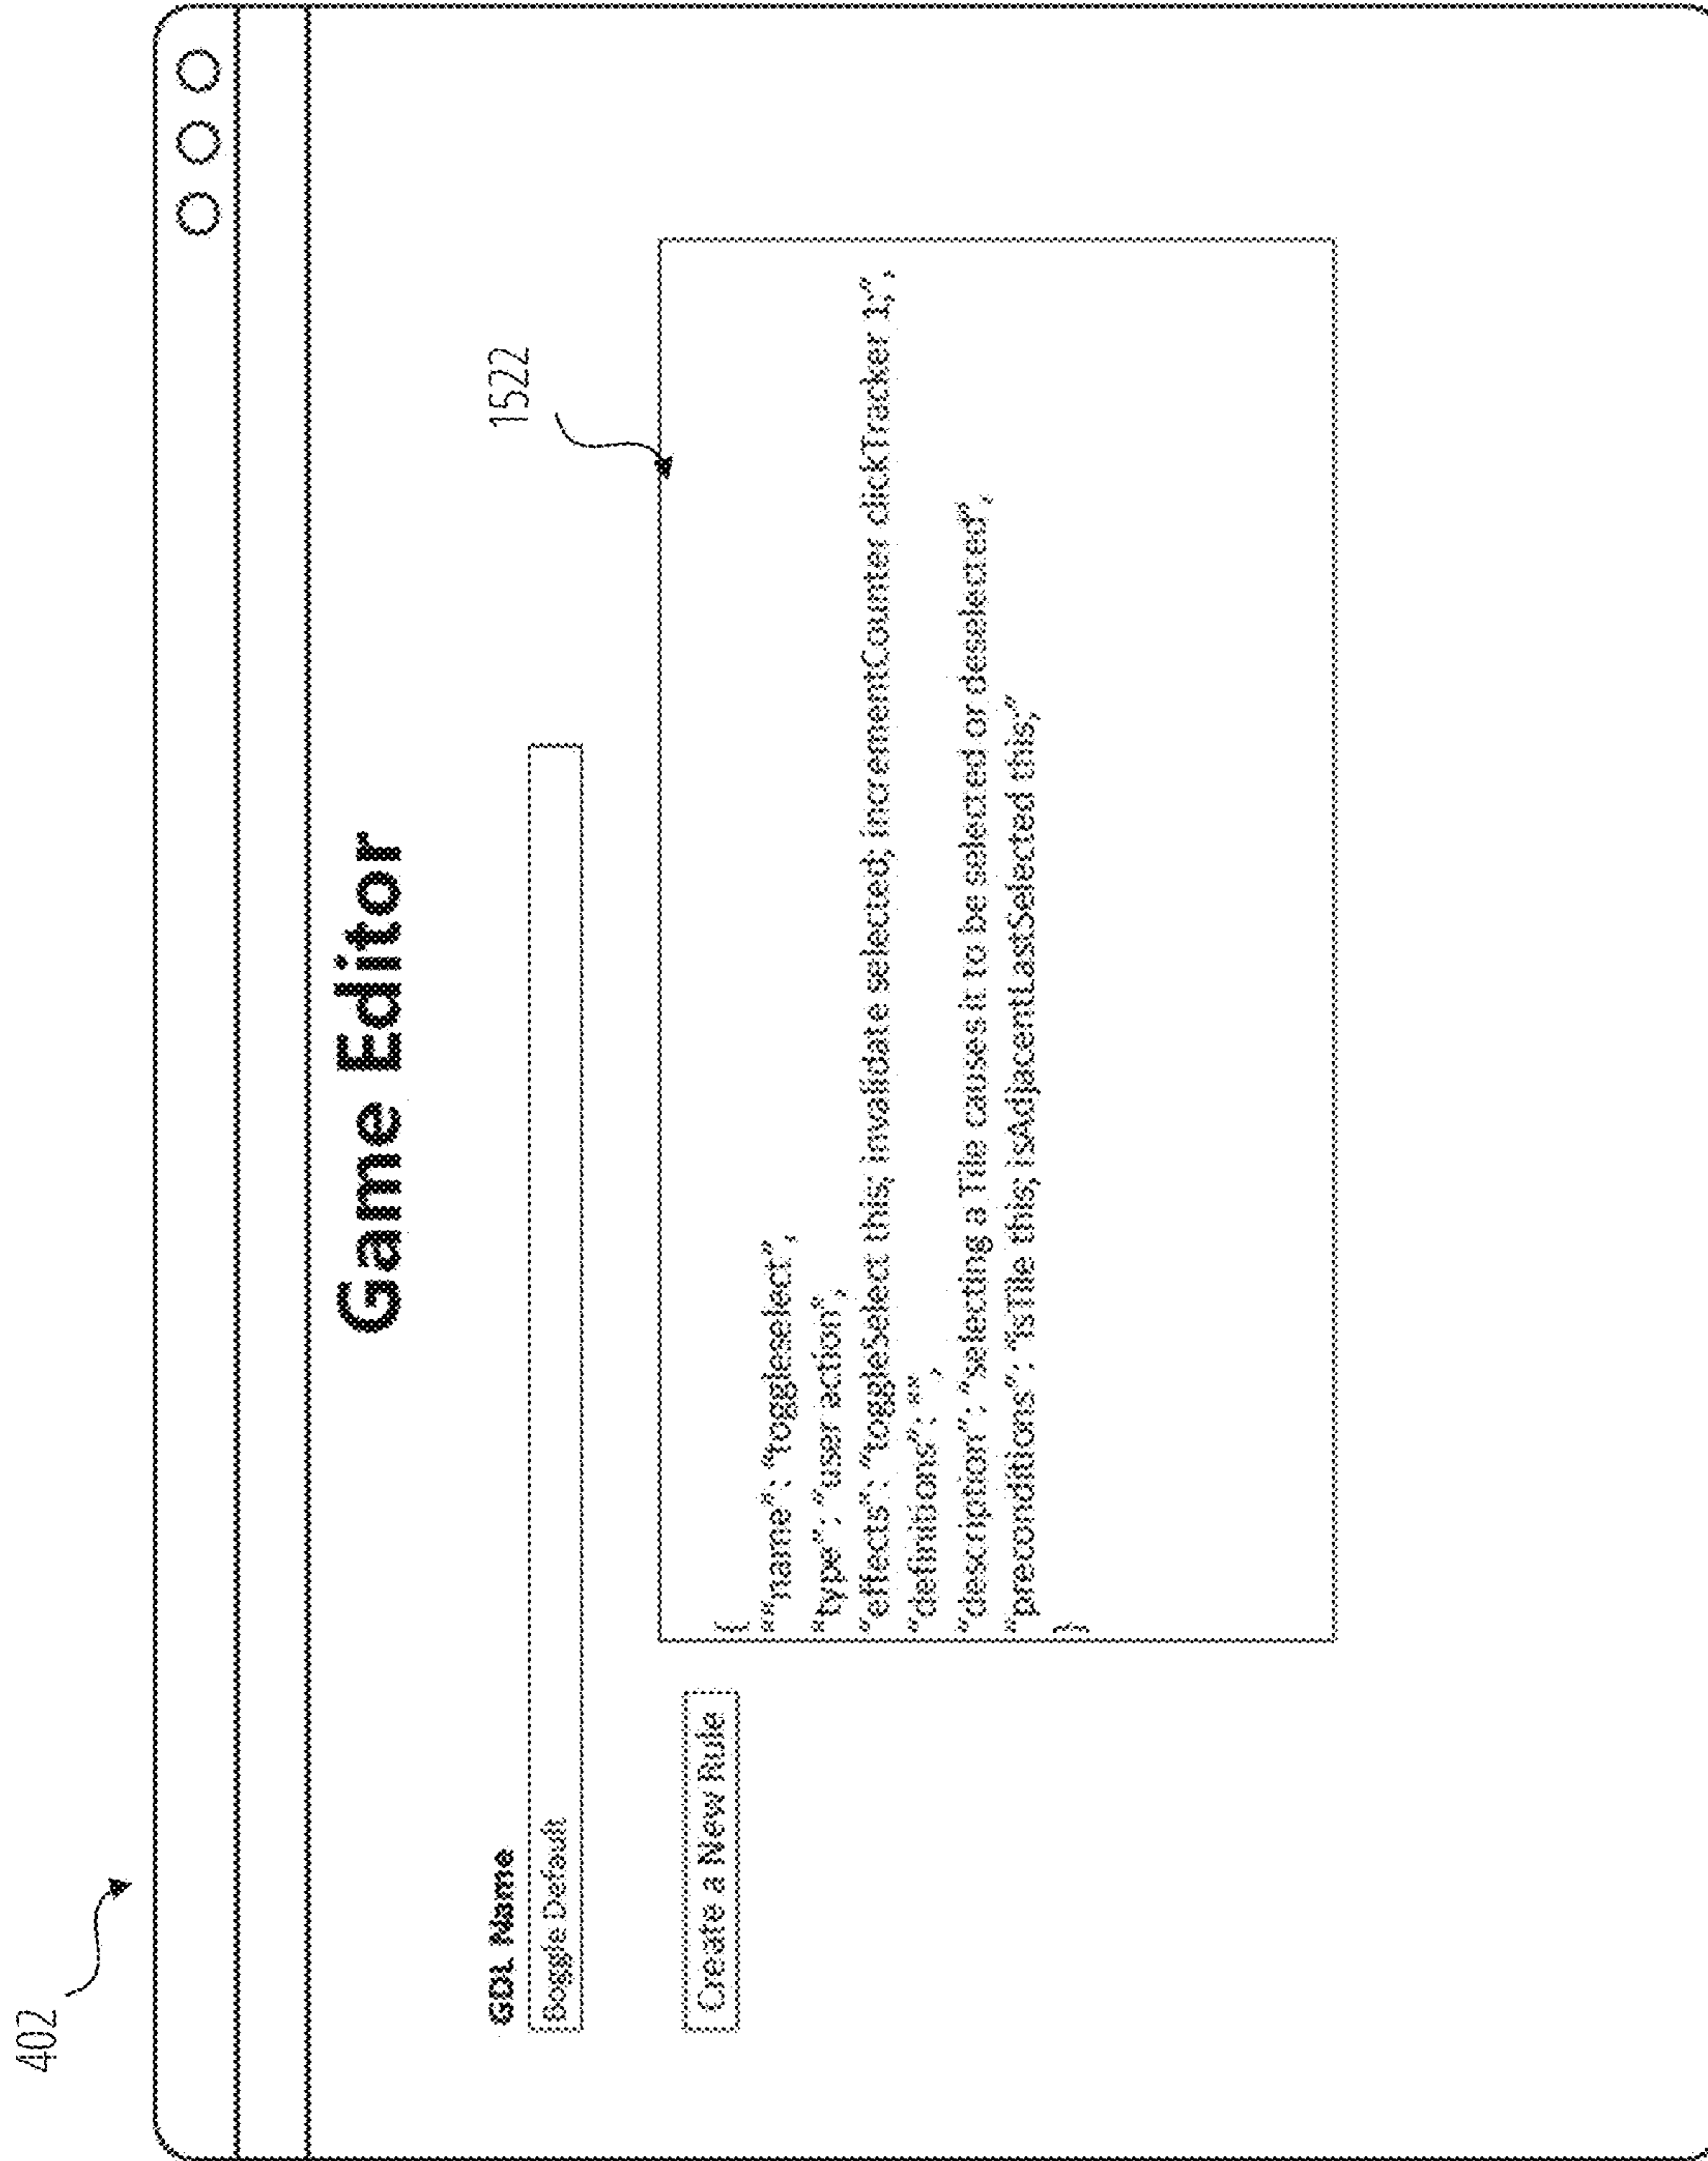 402
Game Editor
GDL Name
Boggle Default
1522
Create a New Rule
{
""name": "toggleselect",
"type": "user action",
"effects": "toggleSelect this; invalidate selected; incrementCounter clickTracker 1;",
"definitions": "",
"description": "selecting a Tile causes it to be selected or deselected",
"preconditions": "isTile this; isAdjacentLastSelected this;"
}